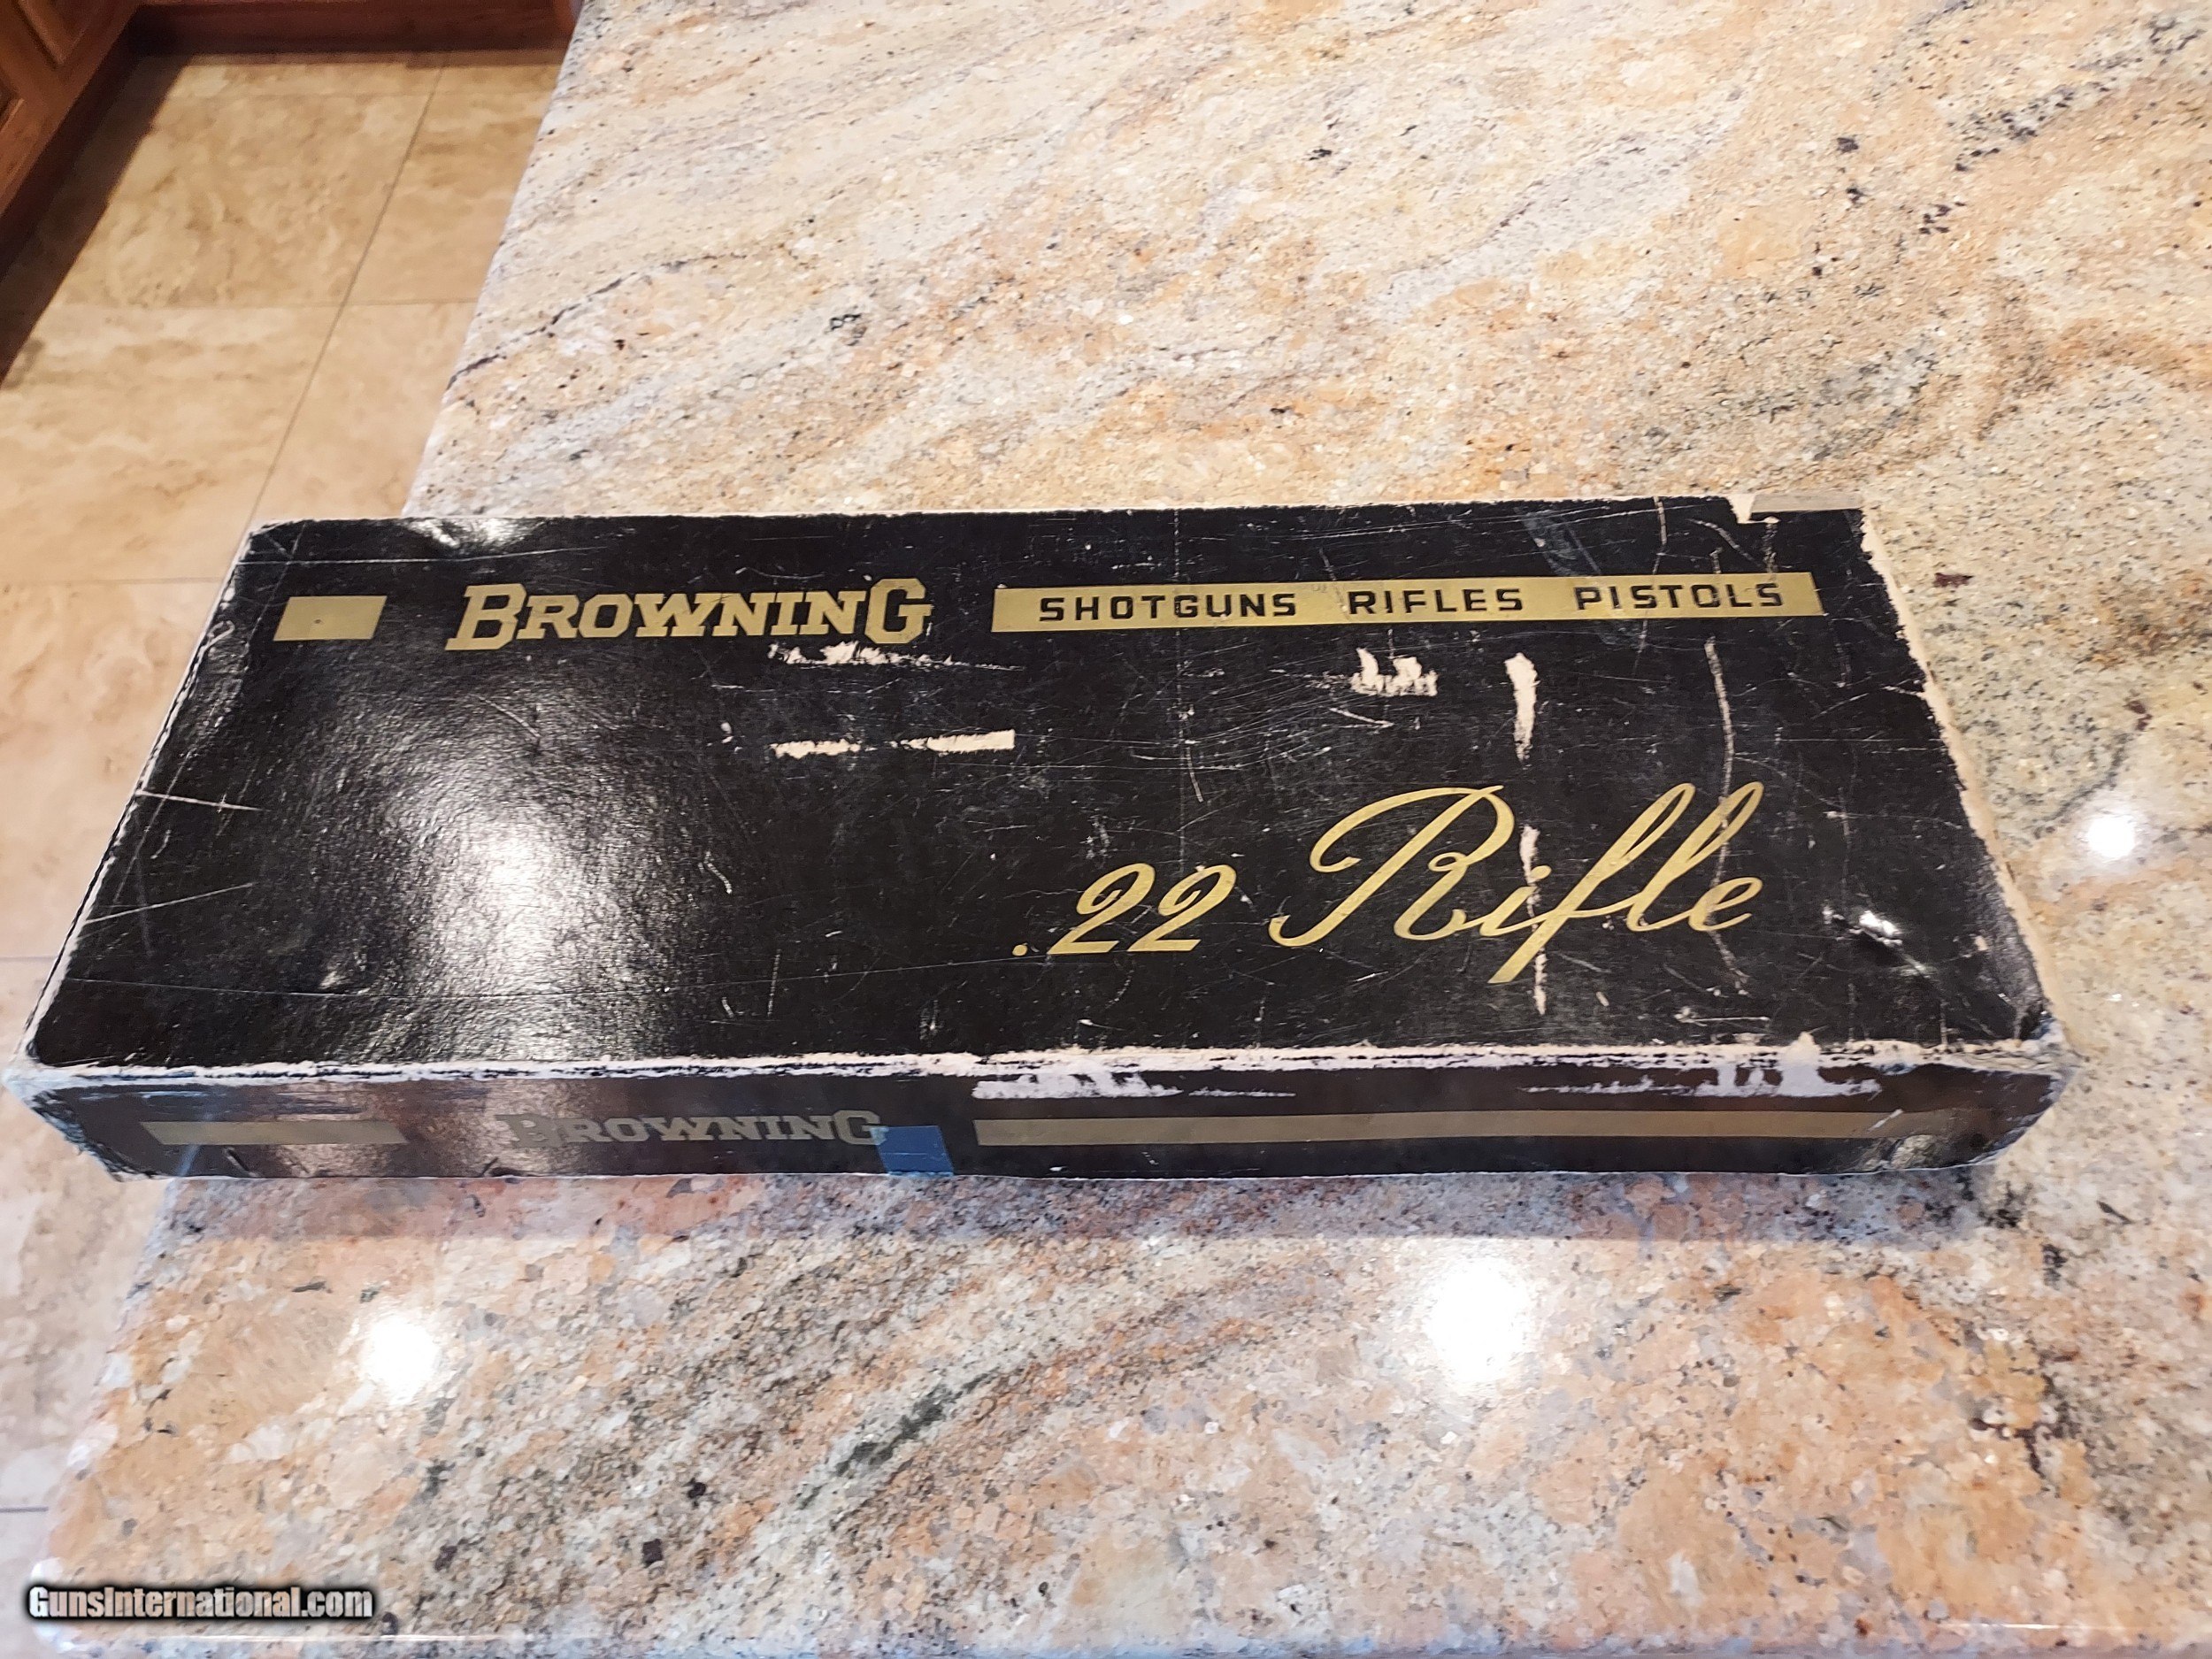 BROWNING SHOTGUNS RIFLES PISTOLS
.22 Rifle
BROWNING
GunsInternational.com